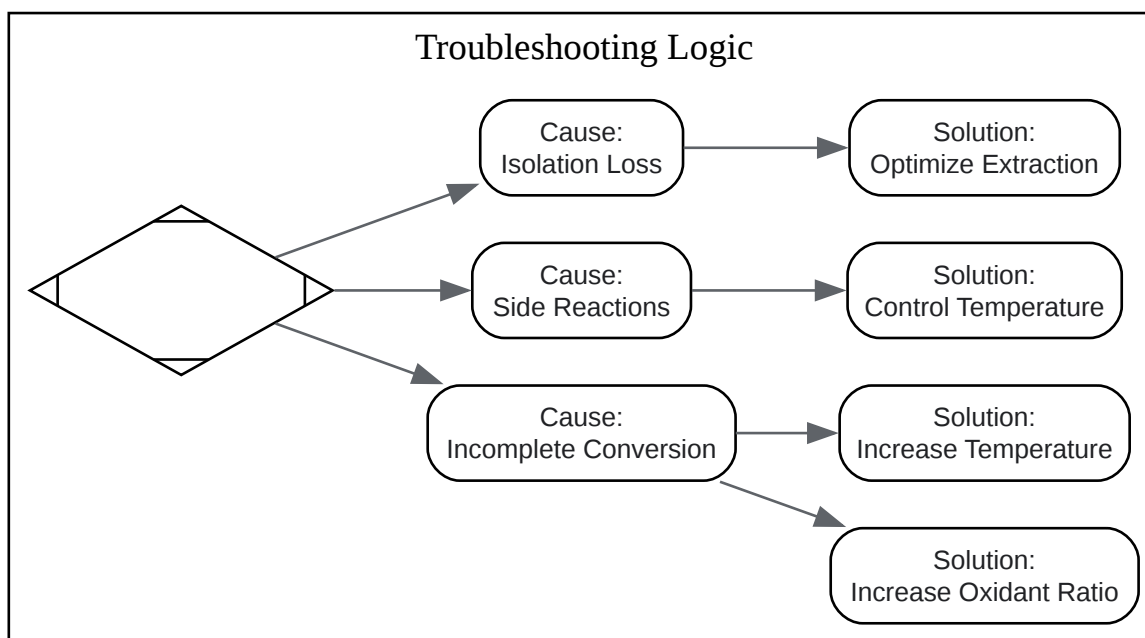 Troubleshooting Logic
Cause:
Isolation Loss
Solution:
Optimize Extraction
Cause:
Side Reactions
Solution:
Control Temperature
Cause:
Incomplete Conversion
Solution:
Increase Temperature
Solution:
Increase Oxidant Ratio